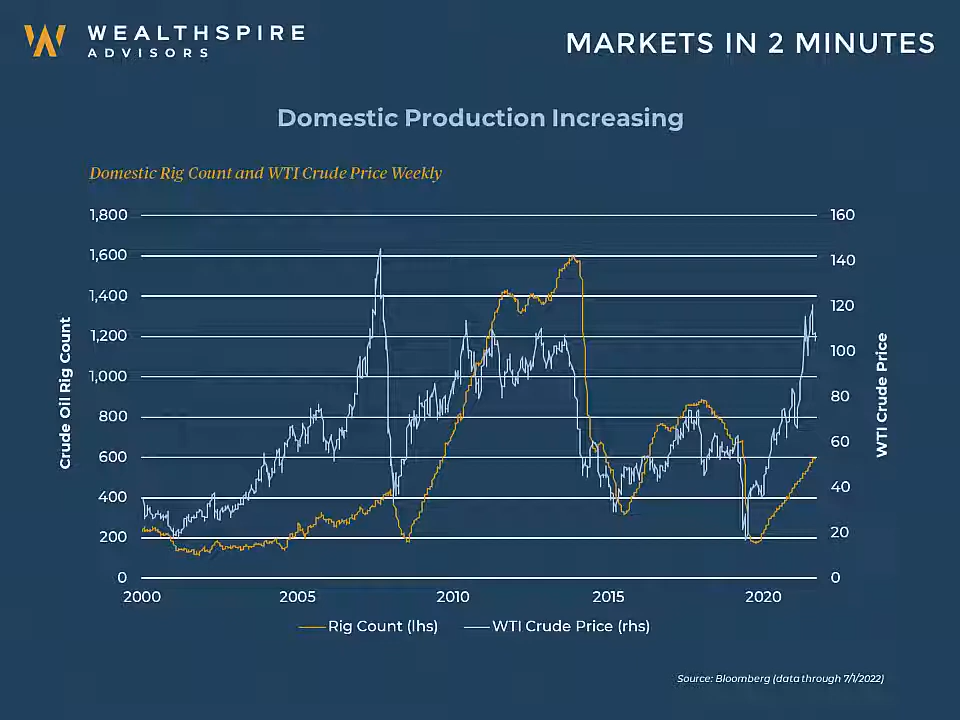 WEALTHSPIRE
ADVISORS
MARKETS IN 2 MINUTES
Domestic Production Increasing
Domestic Rig Count and WTI Crude Price Weekly
1,800
1,600
1,400
1,200
1,000
800
600
400
200
0
Crude Oil Rig Count
160
140
120
100
80
60
40
20
0
WTI Crude Price
2000 2005 2010 2015 2020
Rig Count (lhs) WTI Crude Price (rhs)
Source: Bloomberg (data through 7/1/2022)